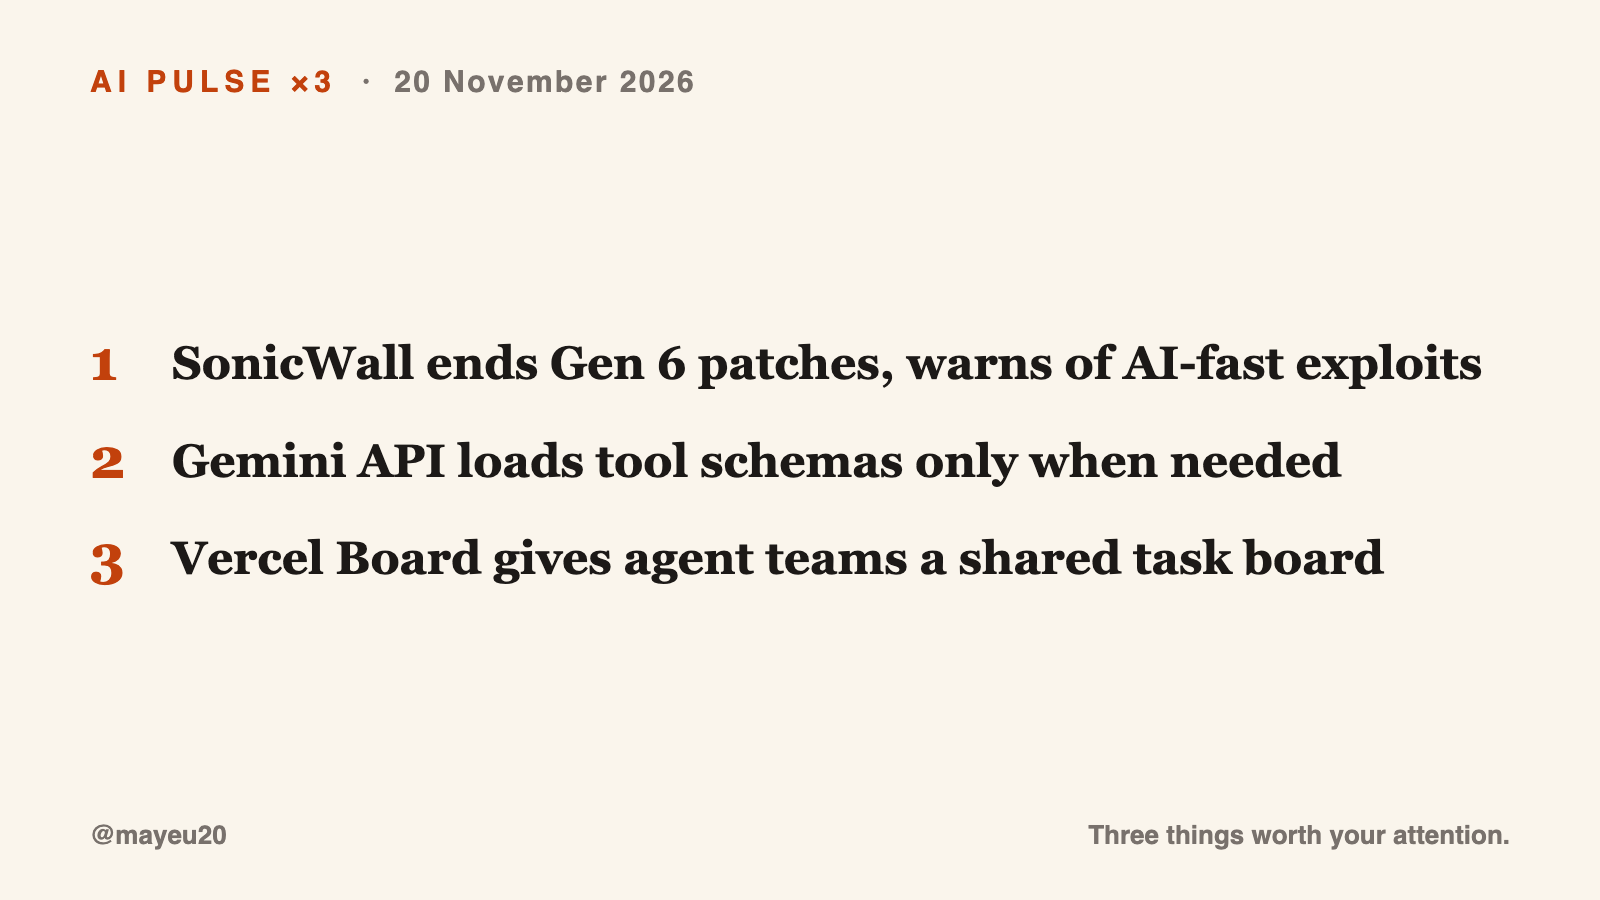 AI PULSE ×3 · 20 November 2026
1 SonicWall ends Gen 6 patches, warns of AI-fast exploits
2 Gemini API loads tool schemas only when needed
3 Vercel Board gives agent teams a shared task board
@mayeu20
Three things worth your attention.